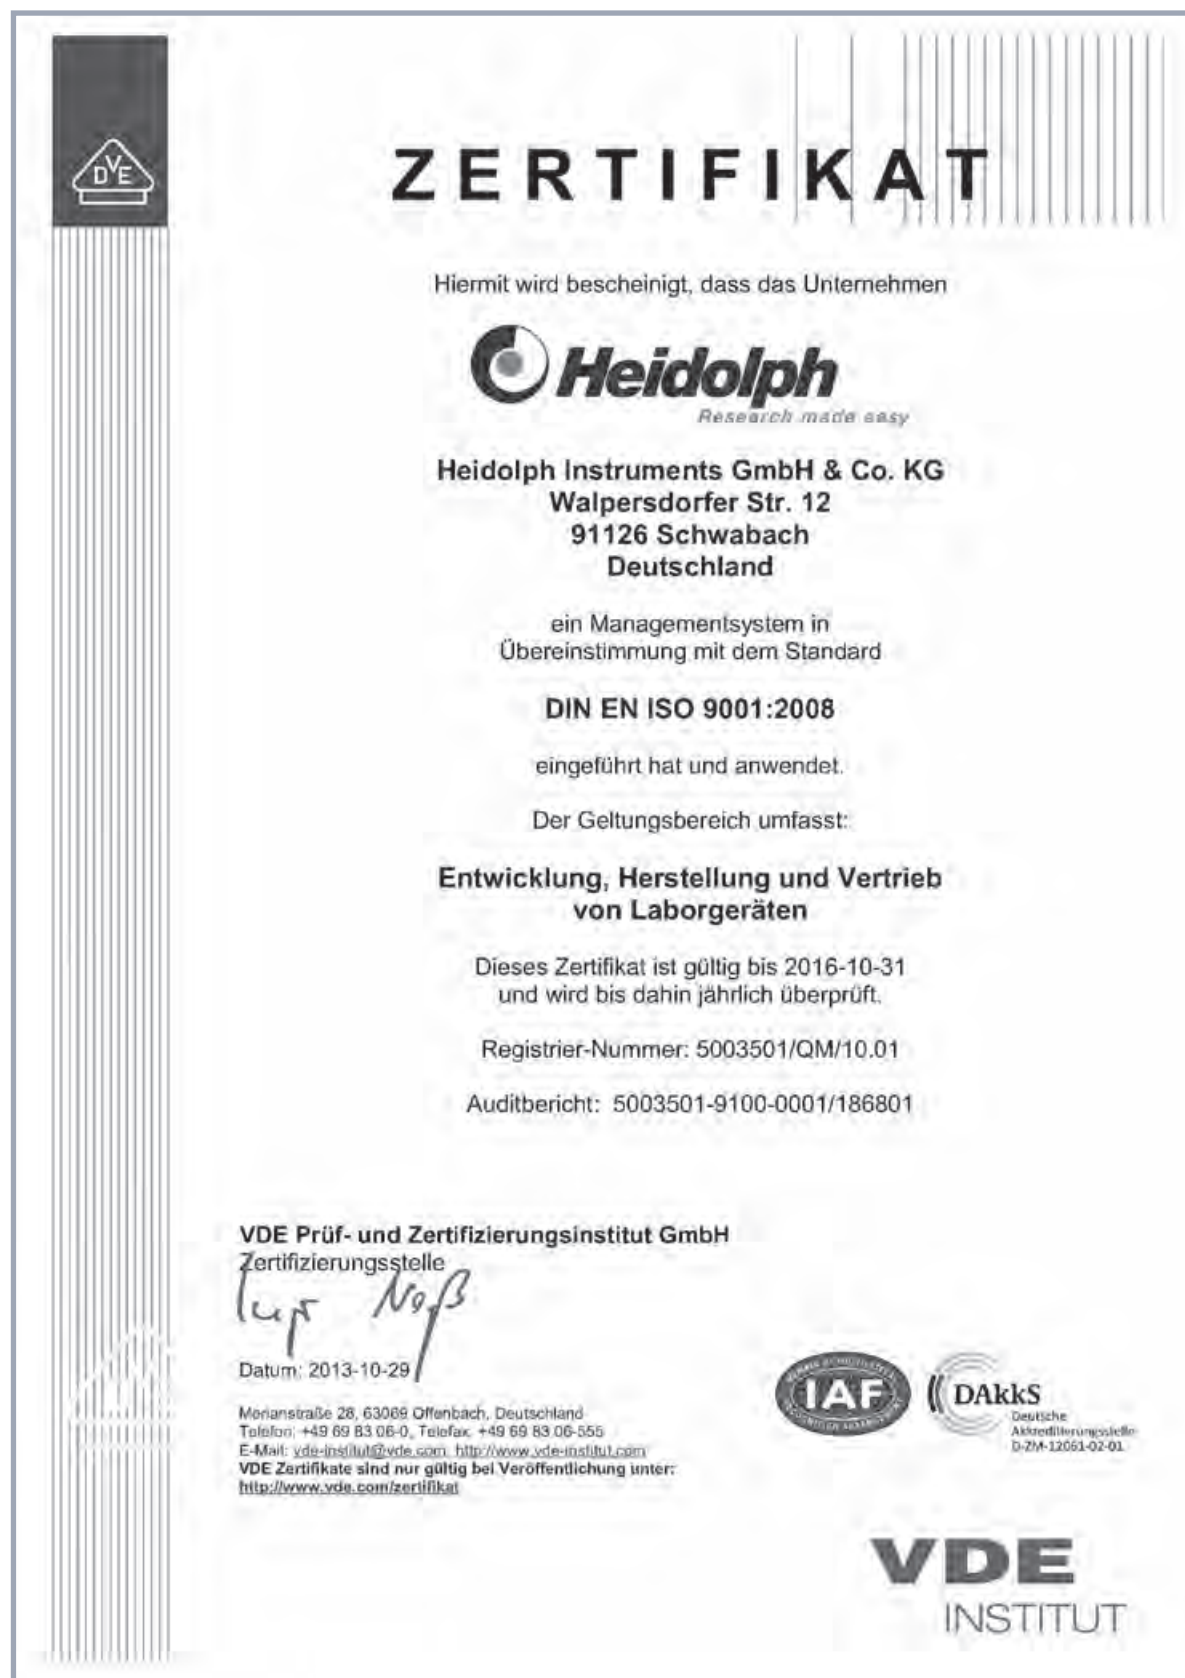 VDE
ZERTIFIKAT
Hiermit wird bescheinigt, dass das Unternehmen
Heidolph
Research made easy
Heidolph Instruments GmbH & Co. KG
Walpersdorfer Str. 12
91126 Schwabach
Deutschland
ein Managementsystem in
Übereinstimmung mit dem Standard
DIN EN ISO 9001:2008
eingeführt hat und anwendet.
Der Geltungsbereich umfasst:
Entwicklung, Herstellung und Vertrieb
von Laborgeräten
Dieses Zertifikat ist gültig bis 2016-10-31
und wird bis dahin jährlich überprüft.
Registrier-Nummer: 5003501/QM/10.01
Auditbericht: 5003501-9100-0001/186801
VDE Prüf- und Zertifizierungsinstitut GmbH
Zertifizierungsstelle
Datum: 2013-10-29
Merianstraße 28, 63069 Offenbach, Deutschland
Telefon: +49 69 83 06-0, Telefax: +49 69 83 06-555
E-Mail: vde-institut@vde.com, http://www.vde-institut.com
VDE Zertifikate sind nur gültig bei Veröffentlichung unter:
http://www.vde.com/zertifikat
IAF
DAkkS
Deutsche
Akkreditierungsstelle
D-ZM-12061-02-01
VDE
INSTITUT